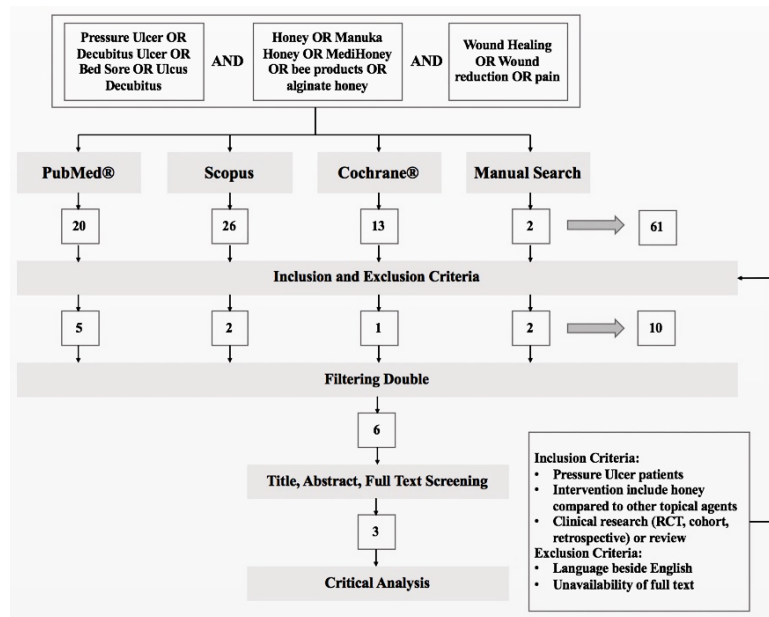 Pressure Ulcer OR
Decubitus Ulcer OR
Bed Sore OR Ulcus
Decubitus
AND
Honey OR Manuka
Honey OR MediHoney
OR bee products OR
alginate honey
AND
Wound Healing
OR Wound
reduction OR pain
PubMed®
Scopus
Cochrane®
Manual Search
20
26
13
2
61
Inclusion and Exclusion Criteria
5
2
1
2
10
Filtering Double
6
Title, Abstract, Full Text Screening
3
Critical Analysis
Inclusion Criteria:
• Pressure Ulcer patients
• Intervention include honey
compared to other topical agents
• Clinical research (RCT, cohort,
retrospective) or review
Exclusion Criteria:
• Language beside English
• Unavailability of full text